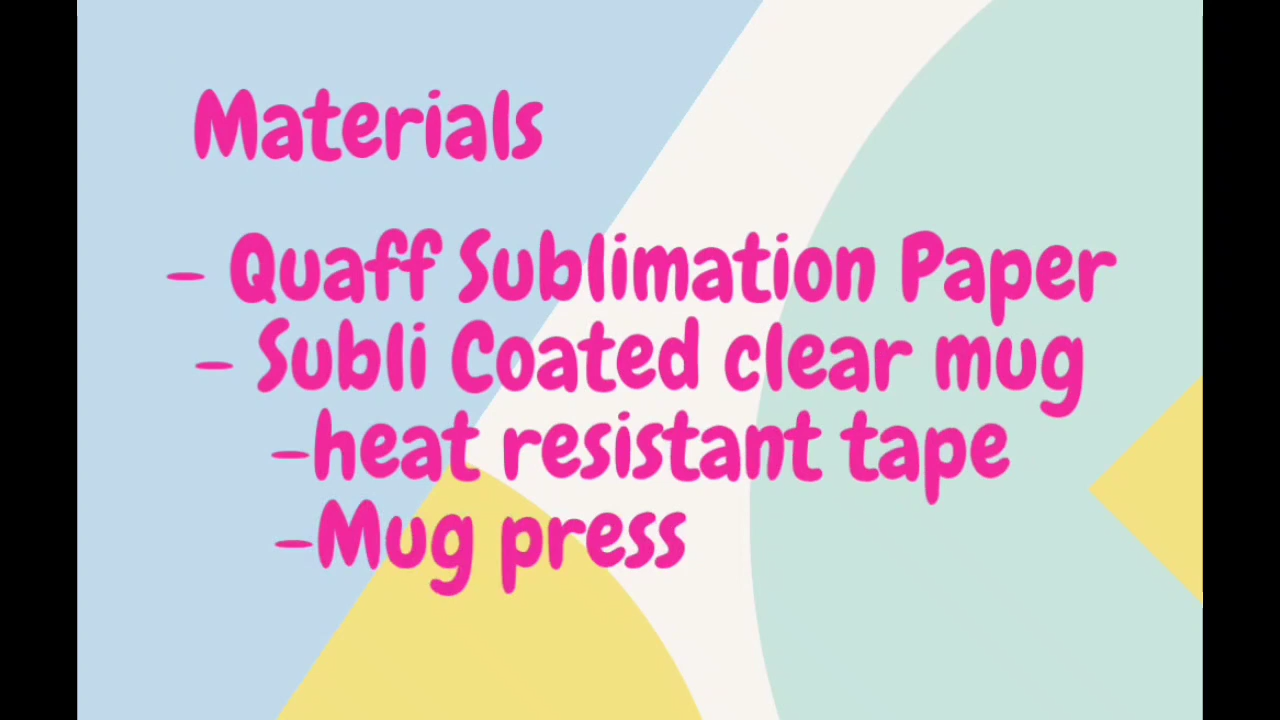 Materials
- Quaff Sublimation Paper
- Subli Coated clear mug
-heat resistant tape
-Mug press